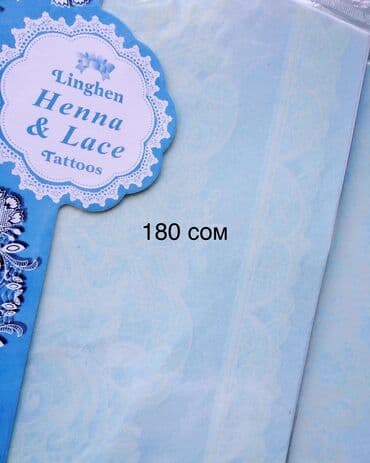 Linghen
Henna
& Lace
Tattoos
180 сом